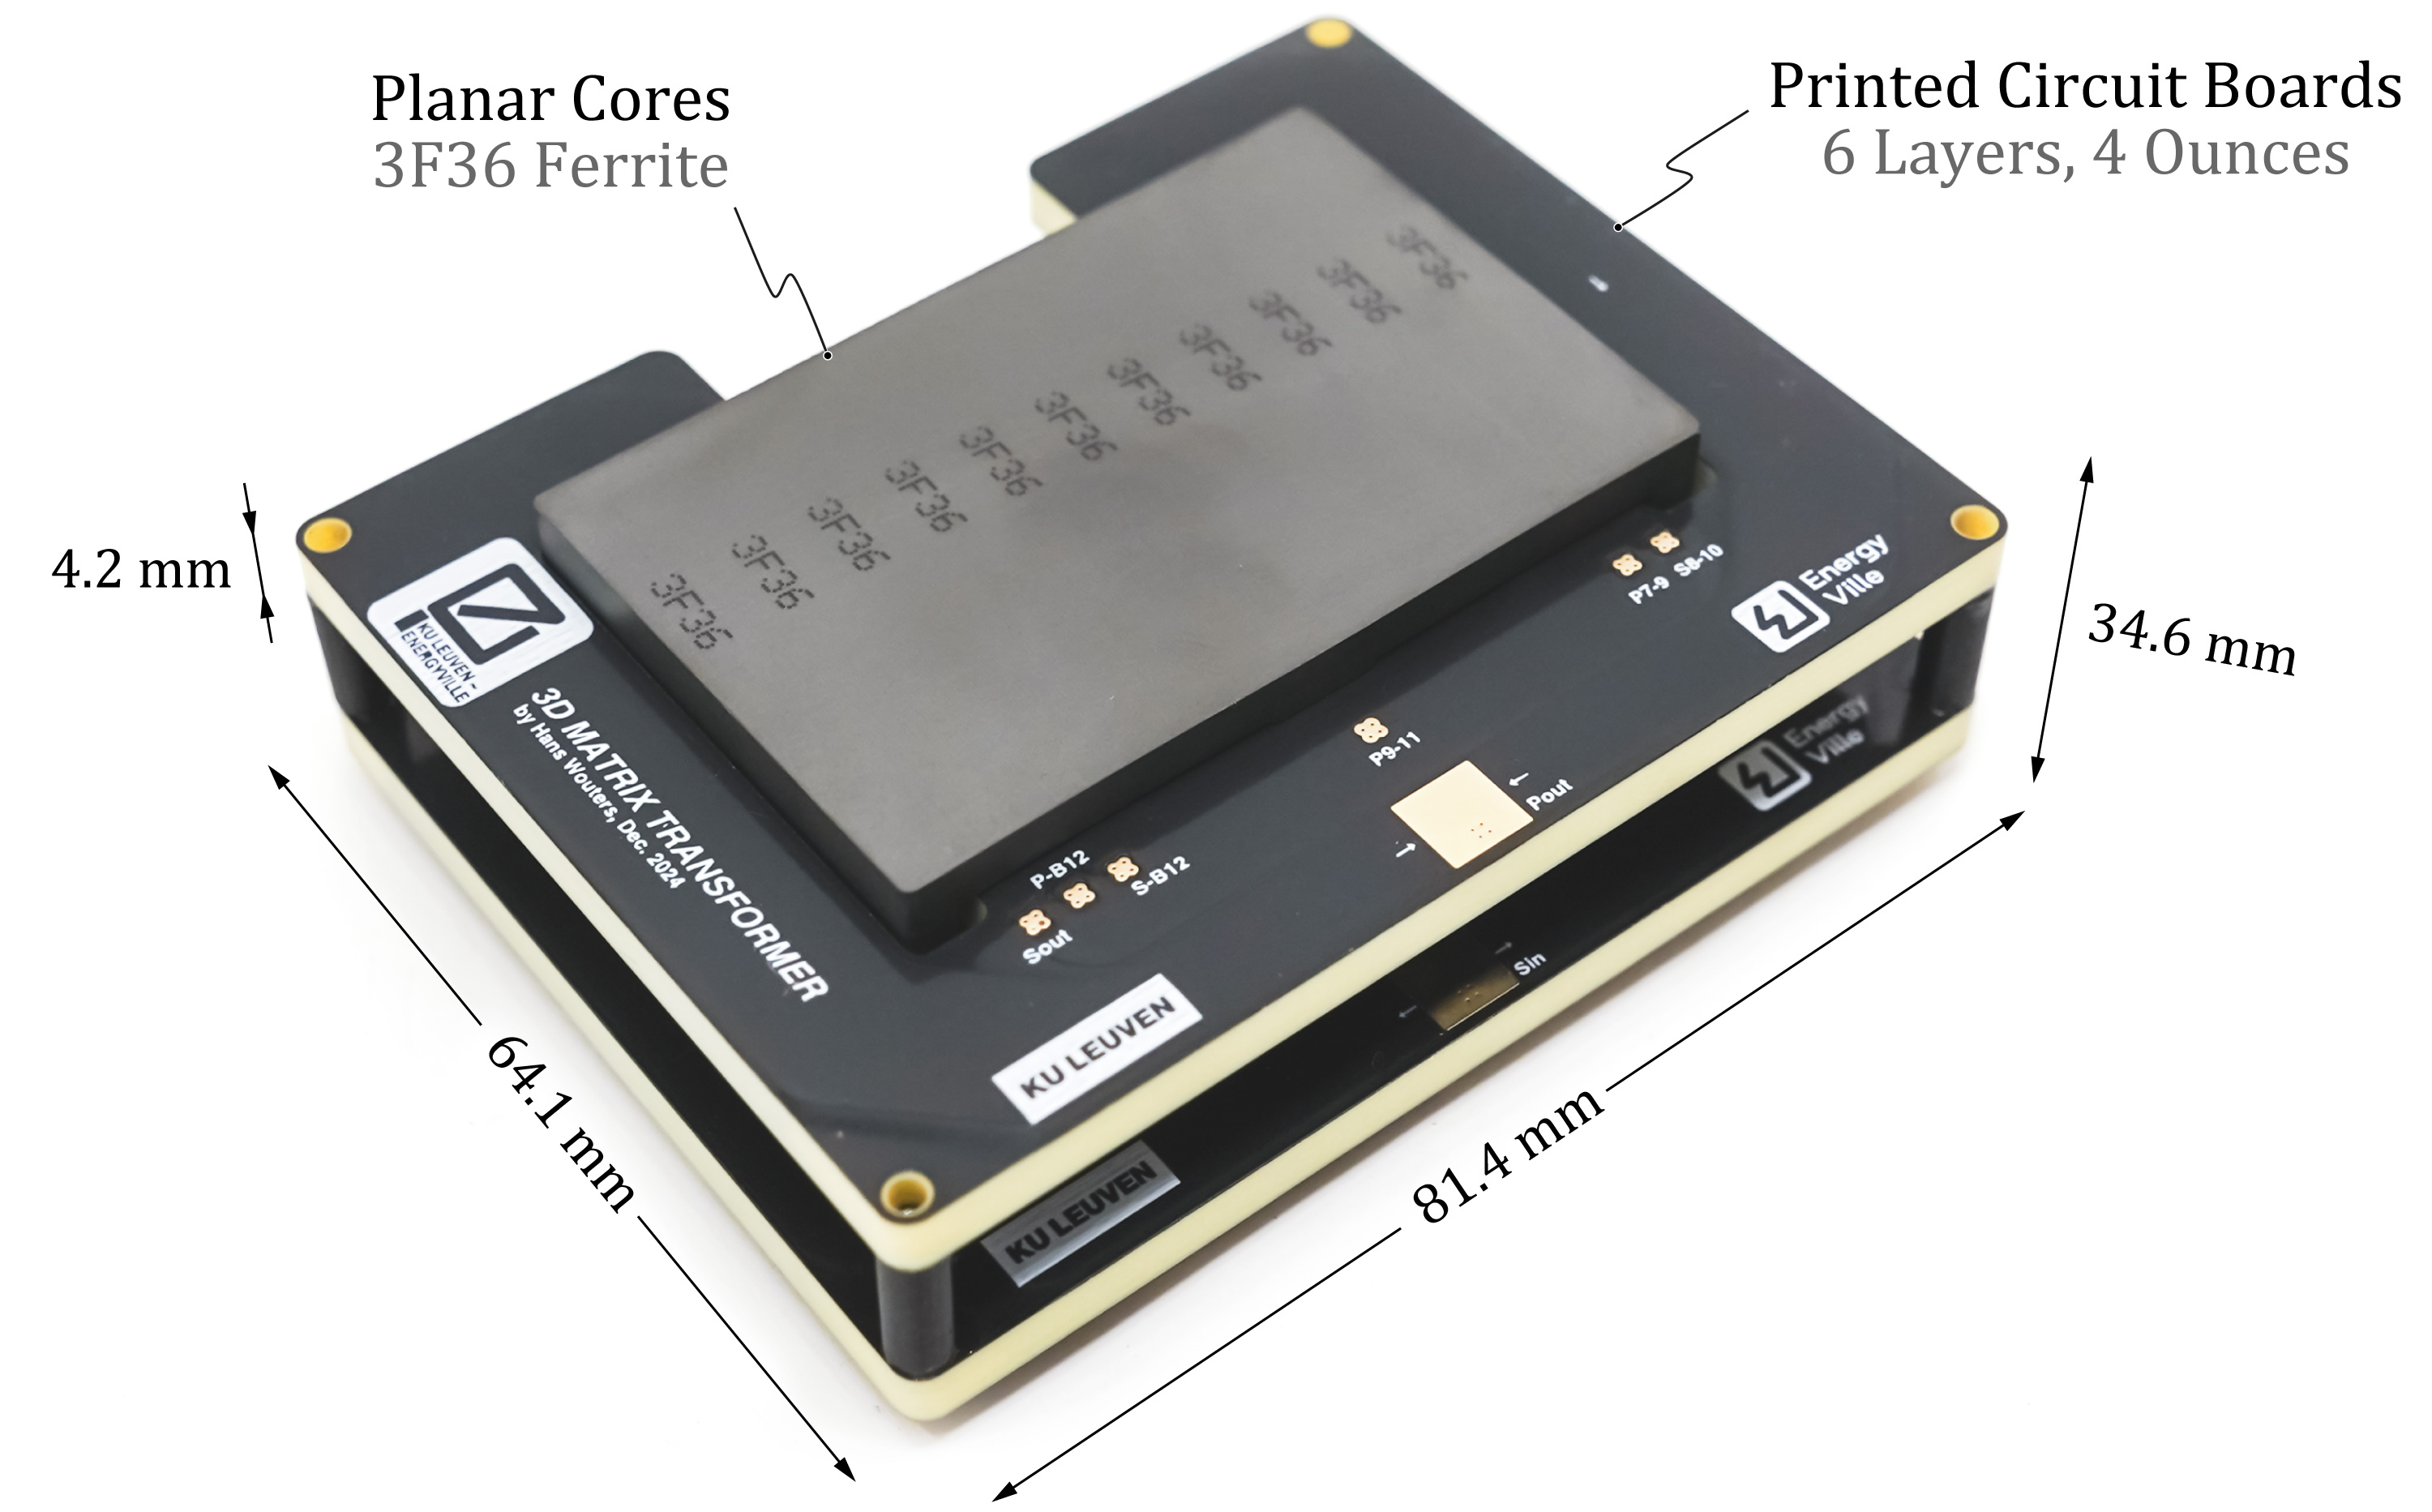 Planar Cores
3F36 Ferrite
Printed Circuit Boards
6 Layers, 4 Ounces
3F36
3F36
3F36
3F36
3F36
3F36
3F36
3F36
3F36
3F36
3F36
4.2 mm
34.6 mm
KU LEUVEN –
ENERGYVILLE
P7-9 S8-10
Energy
Ville
3D MATRIX TRANSFORMER
by Hans Wouters, Dec. 2024
P9-11
Pout
P-B12
S-B12
Sout
KU LEUVEN
Energy
Ville
Sin
KU LEUVEN
64.1 mm
81.4 mm